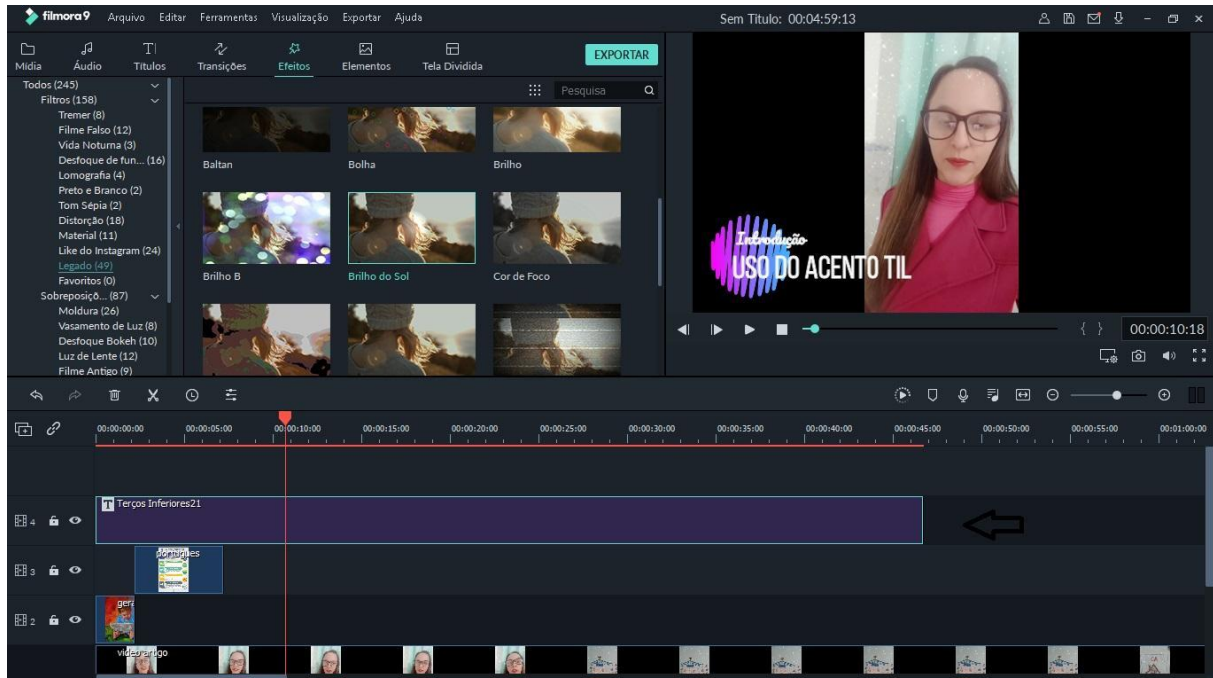 filmora9 Arquivo Editar Ferramentas Visualização Exportar Ajuda
Sem Título: 00:04:59:13
Mídia Áudio Títulos Transições Efeitos Elementos Tela Dividida
EXPORTAR
Pesquisa
Todos (245)
Filtros (158)
Tremer (8)
Filme Falso (12)
Vida Noturna (3)
Desfoque de fun... (16)
Lomografia (4)
Preto e Branco (2)
Tom Sépia (2)
Distorção (18)
Material (11)
Like do Instagram (24)
Legado (49)
Favoritos (0)
Sobreposiçõ... (87)
Moldura (26)
Vasamento de Luz (8)
Desfoque Bokeh (10)
Luz de Lente (12)
Filme Antigo (9)
Baltan Bolha Brilho
Brilho B Brilho do Sol Cor de Foco
Introdução
USO DO ACENTO TIL
{ } 00:00:10:18
00:00:00:00 00:00:05:00 00:00:10:00 00:00:15:00 00:00:20:00 00:00:25:00 00:00:30:00 00:00:35:00 00:00:40:00 00:00:45:00 00:00:50:00 00:00:55:00 00:01:00:00
4 T Terços Inferiores21
3 portugues
2 gera
video artigo